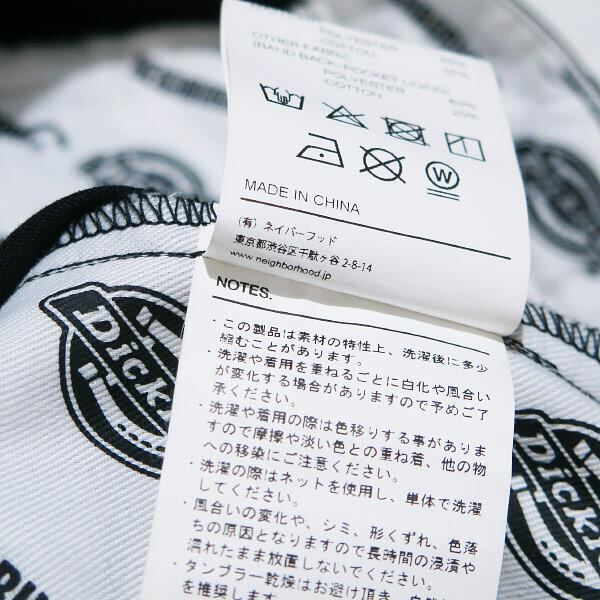 POLYESTER
COTTON
OTHER FABRIC
(BAND BACK·POCKET LINING)
POLYESTER 80%
COTTON 20%
W
MADE IN CHINA
(有) ネイバーフッド
東京都渋谷区千駄ヶ谷 2-8-14
www.neighborhood.jp
NOTES.
・この製品は素材の特性上、洗濯後に多少
縮むことがあります。
・洗濯や着用を重ねるごとに白化や風合い
が変化する場合がありますので予めご了
承ください。
・洗濯や着用の際は色移りする事がありま
すので摩擦や淡い色との重ね着、他の物
への移染にご注意ください。
・洗濯の際はネットを使用し、単体で洗濯
してください。
・風合いの変化や、シミ、形くずれ、色落
ちの原因となりますので長時間の浸漬や
濡れたまま放置しないでください。
・タンブラー乾燥はお避け頂き、自然
を推奨します。
Dickie
Dickie